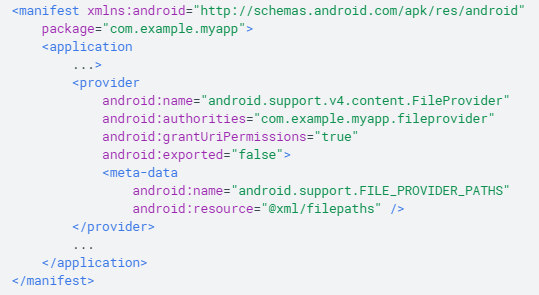 <manifest xmlns:android="http://schemas.android.com/apk/res/android"
    package="com.example.myapp">
    <application
        ...>
        <provider
            android:name="android.support.v4.content.FileProvider"
            android:authorities="com.example.myapp.fileprovider"
            android:grantUriPermissions="true"
            android:exported="false">
            <meta-data
                android:name="android.support.FILE_PROVIDER_PATHS"
                android:resource="@xml/filepaths" />
        </provider>
        ...
    </application>
</manifest>